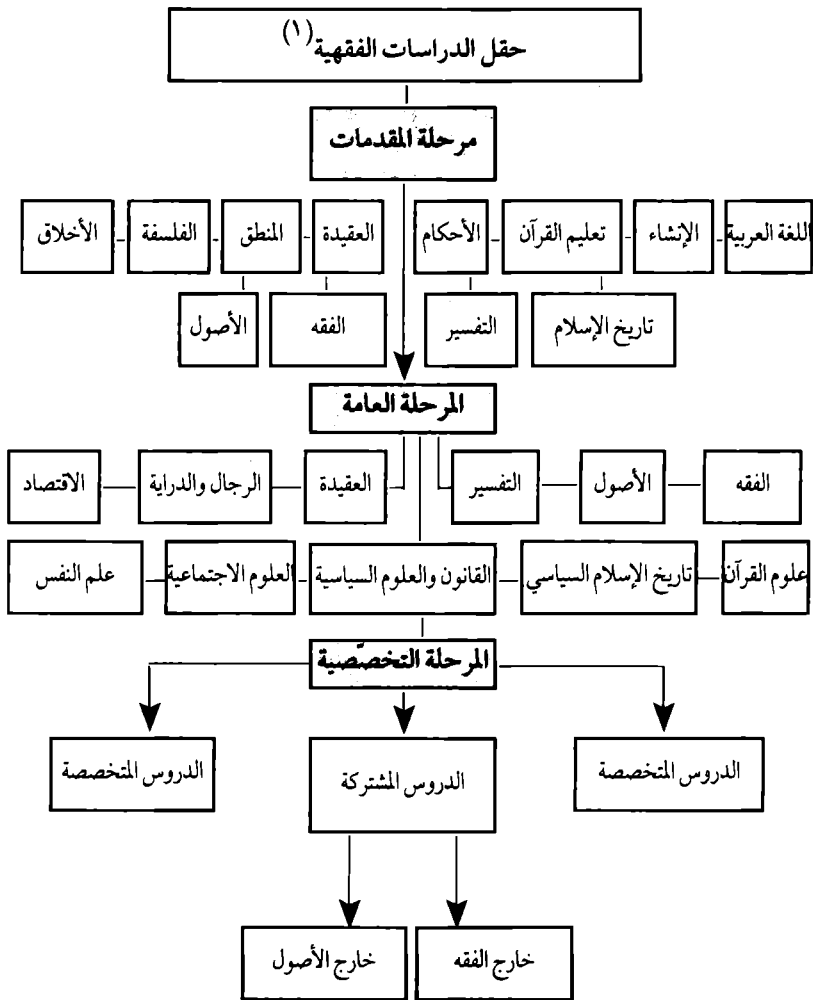 حقل الدراسات الفقهية (١)
مرحلة المقدمات
اللغة العربية
الإنشاء
تعليم القرآن
الأحكام
العقيدة
المنطق
الفلسفة
الأخلاق
تاريخ الإسلام
التفسير
الفقه
الأصول
المرحلة العامة
الفقه
الأصول
التفسير
العقيدة
الرجال والدراية
الاقتصاد
علوم القرآن
تاريخ الإسلام السياسي
القانون والعلوم السياسية
العلوم الاجتماعية
علم النفس
المرحلة التخصّصية
الدروس المتخصصة
الدروس المشتركة
الدروس المتخصصة
خارج الفقه
خارج الأصول